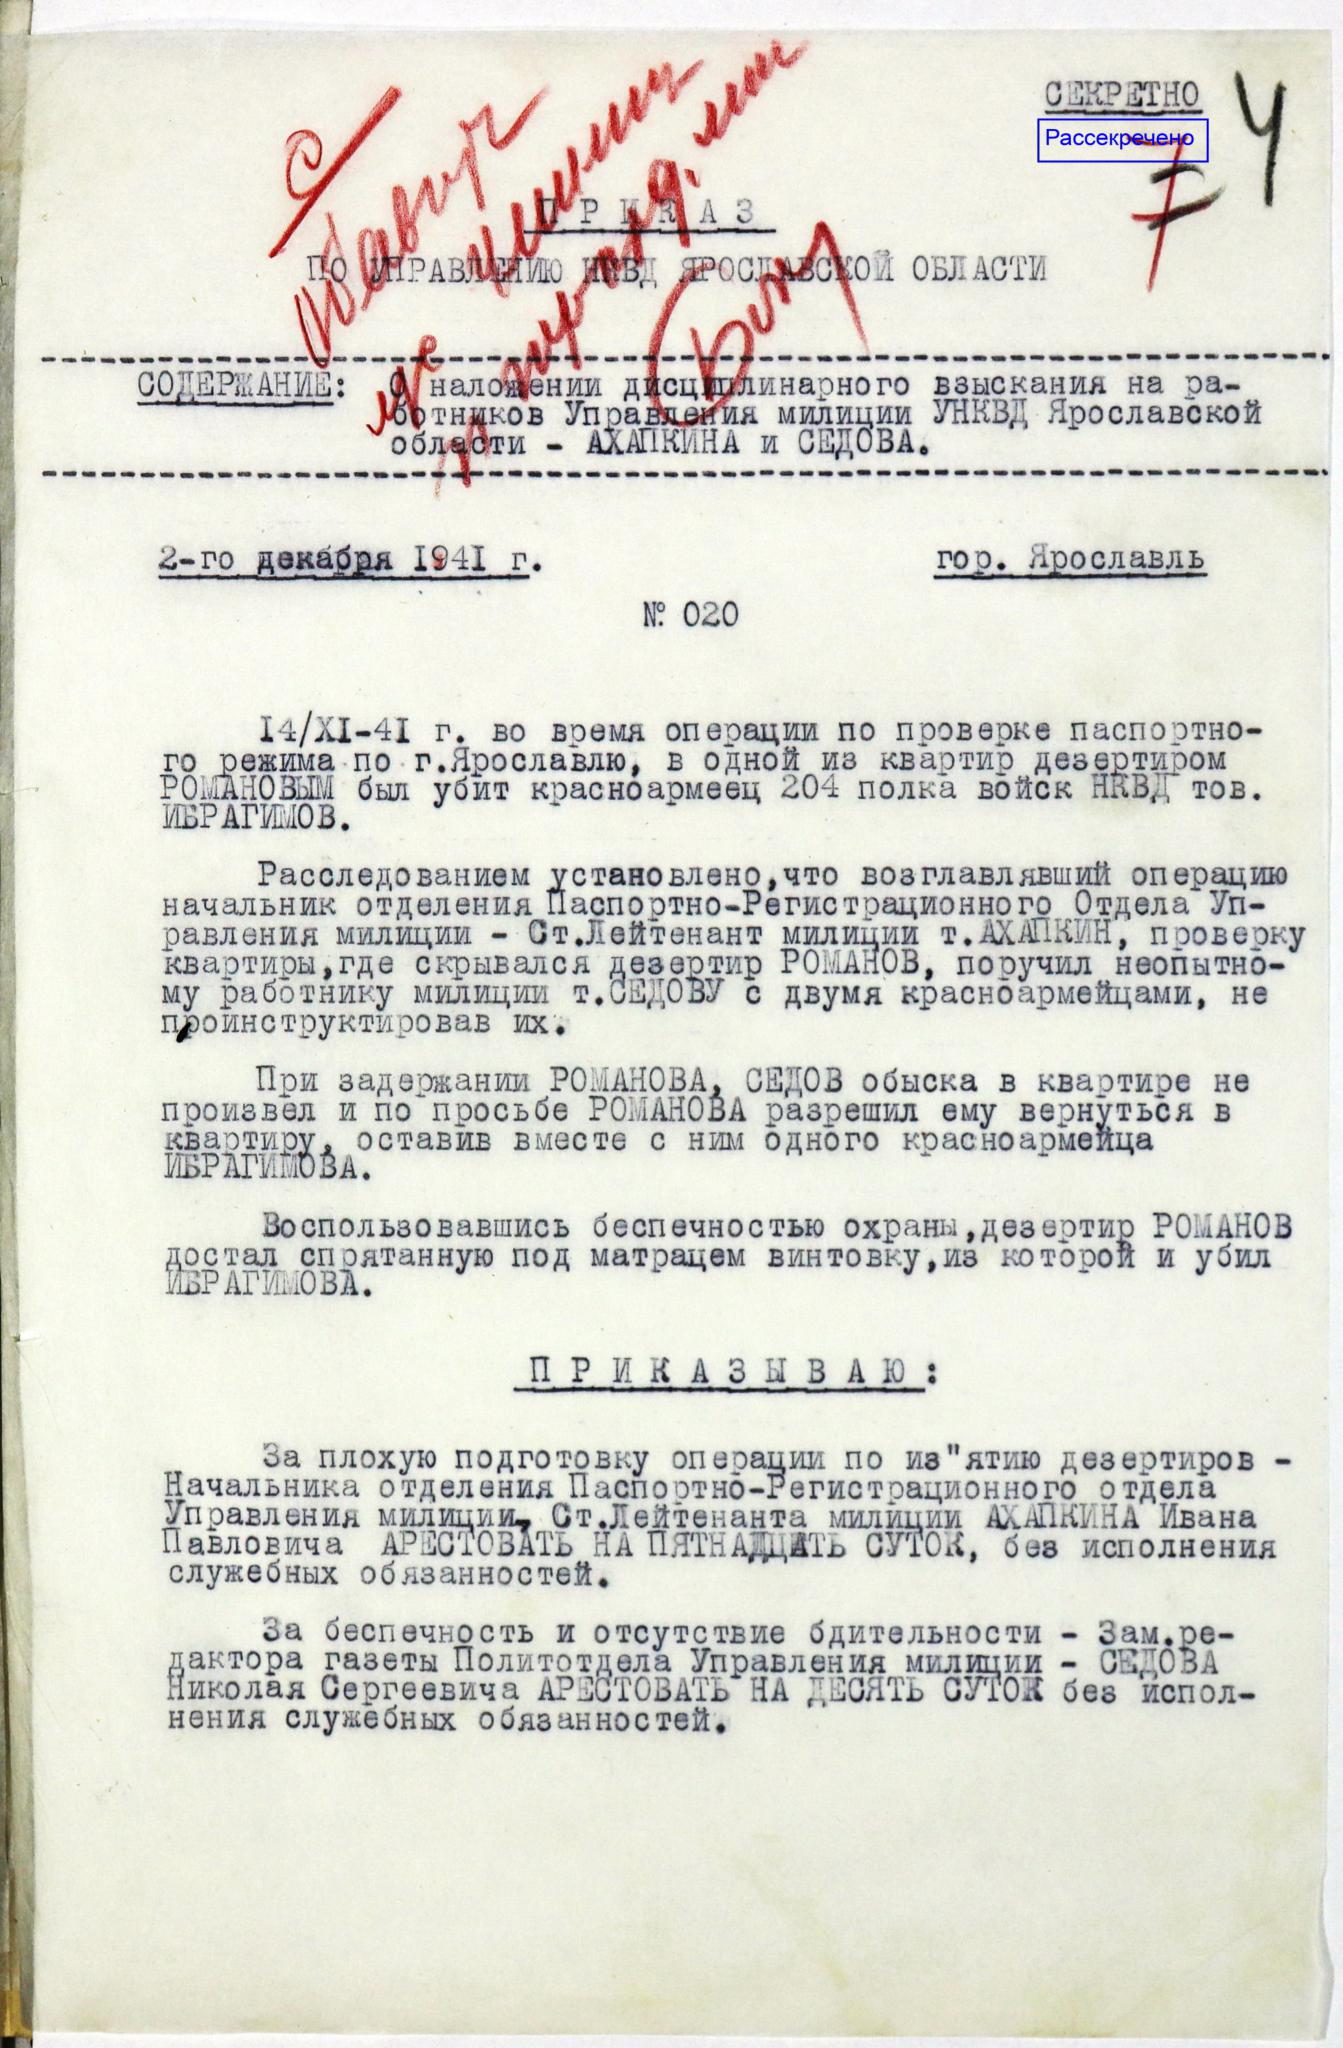 СЕКРЕТНО
Рассекречено
4
7
П Р И К А З
ПО УПРАВЛЕНИЮ НКВД ЯРОСЛАВСКОЙ ОБЛАСТИ
СОДЕРЖАНИЕ: О наложении дисциплинарного взыскания на ра-
ботников Управления милиции УНКВД Ярославской
области - АХАПКИНА и СЕДОВА.
2-го декабря 1941 г. гор. Ярославль
№ 020
14/XI-41 г. во время операции по проверке паспортно-
го режима по г.Ярославлю, в одной из квартир дезертиром
РОМАНОВЫМ был убит красноармеец 204 полка войск НКВД тов.
ИБРАГИМОВ.
Расследованием установлено,что возглавлявший операцию
начальник отделения Паспортно-Регистрационного Отдела Уп-
равления милиции - Ст.Лейтенант милиции т.АХАПКИН, проверку
квартиры,где скрывался дезертир РОМАНОВ, поручил неопытно-
му работнику милиции т.СЕДОВУ с двумя красноармейцами, не
проинструктировав их.
При задержании РОМАНОВА, СЕДОВ обыска в квартире не
произвел и по просьбе РОМАНОВА разрешил ему вернуться в
квартиру, оставив вместе с ним одного красноармейца
ИБРАГИМОВА.
Воспользовавшись беспечностью охраны,дезертир РОМАНОВ
достал спрятанную под матрацем винтовку,из которой и убил
ИБРАГИМОВА.
П Р И К А З Ы В А Ю :
За плохую подготовку операции по из"ятию дезертиров -
Начальника отделения Паспортно-Регистрационного отдела
Управления милиции, Ст.Лейтенанта милиции АХАПКИНА Ивана
Павловича АРЕСТОВАТЬ НА ПЯТНАДЦАТЬ СУТОК, без исполнения
служебных обязанностей.
За беспечность и отсутствие бдительности - Зам.ре-
дактора газеты Политотдела Управления милиции - СЕДОВА
Николая Сергеевича АРЕСТОВАТЬ НА ДЕСЯТЬ СУТОК без испол-
нения служебных обязанностей.